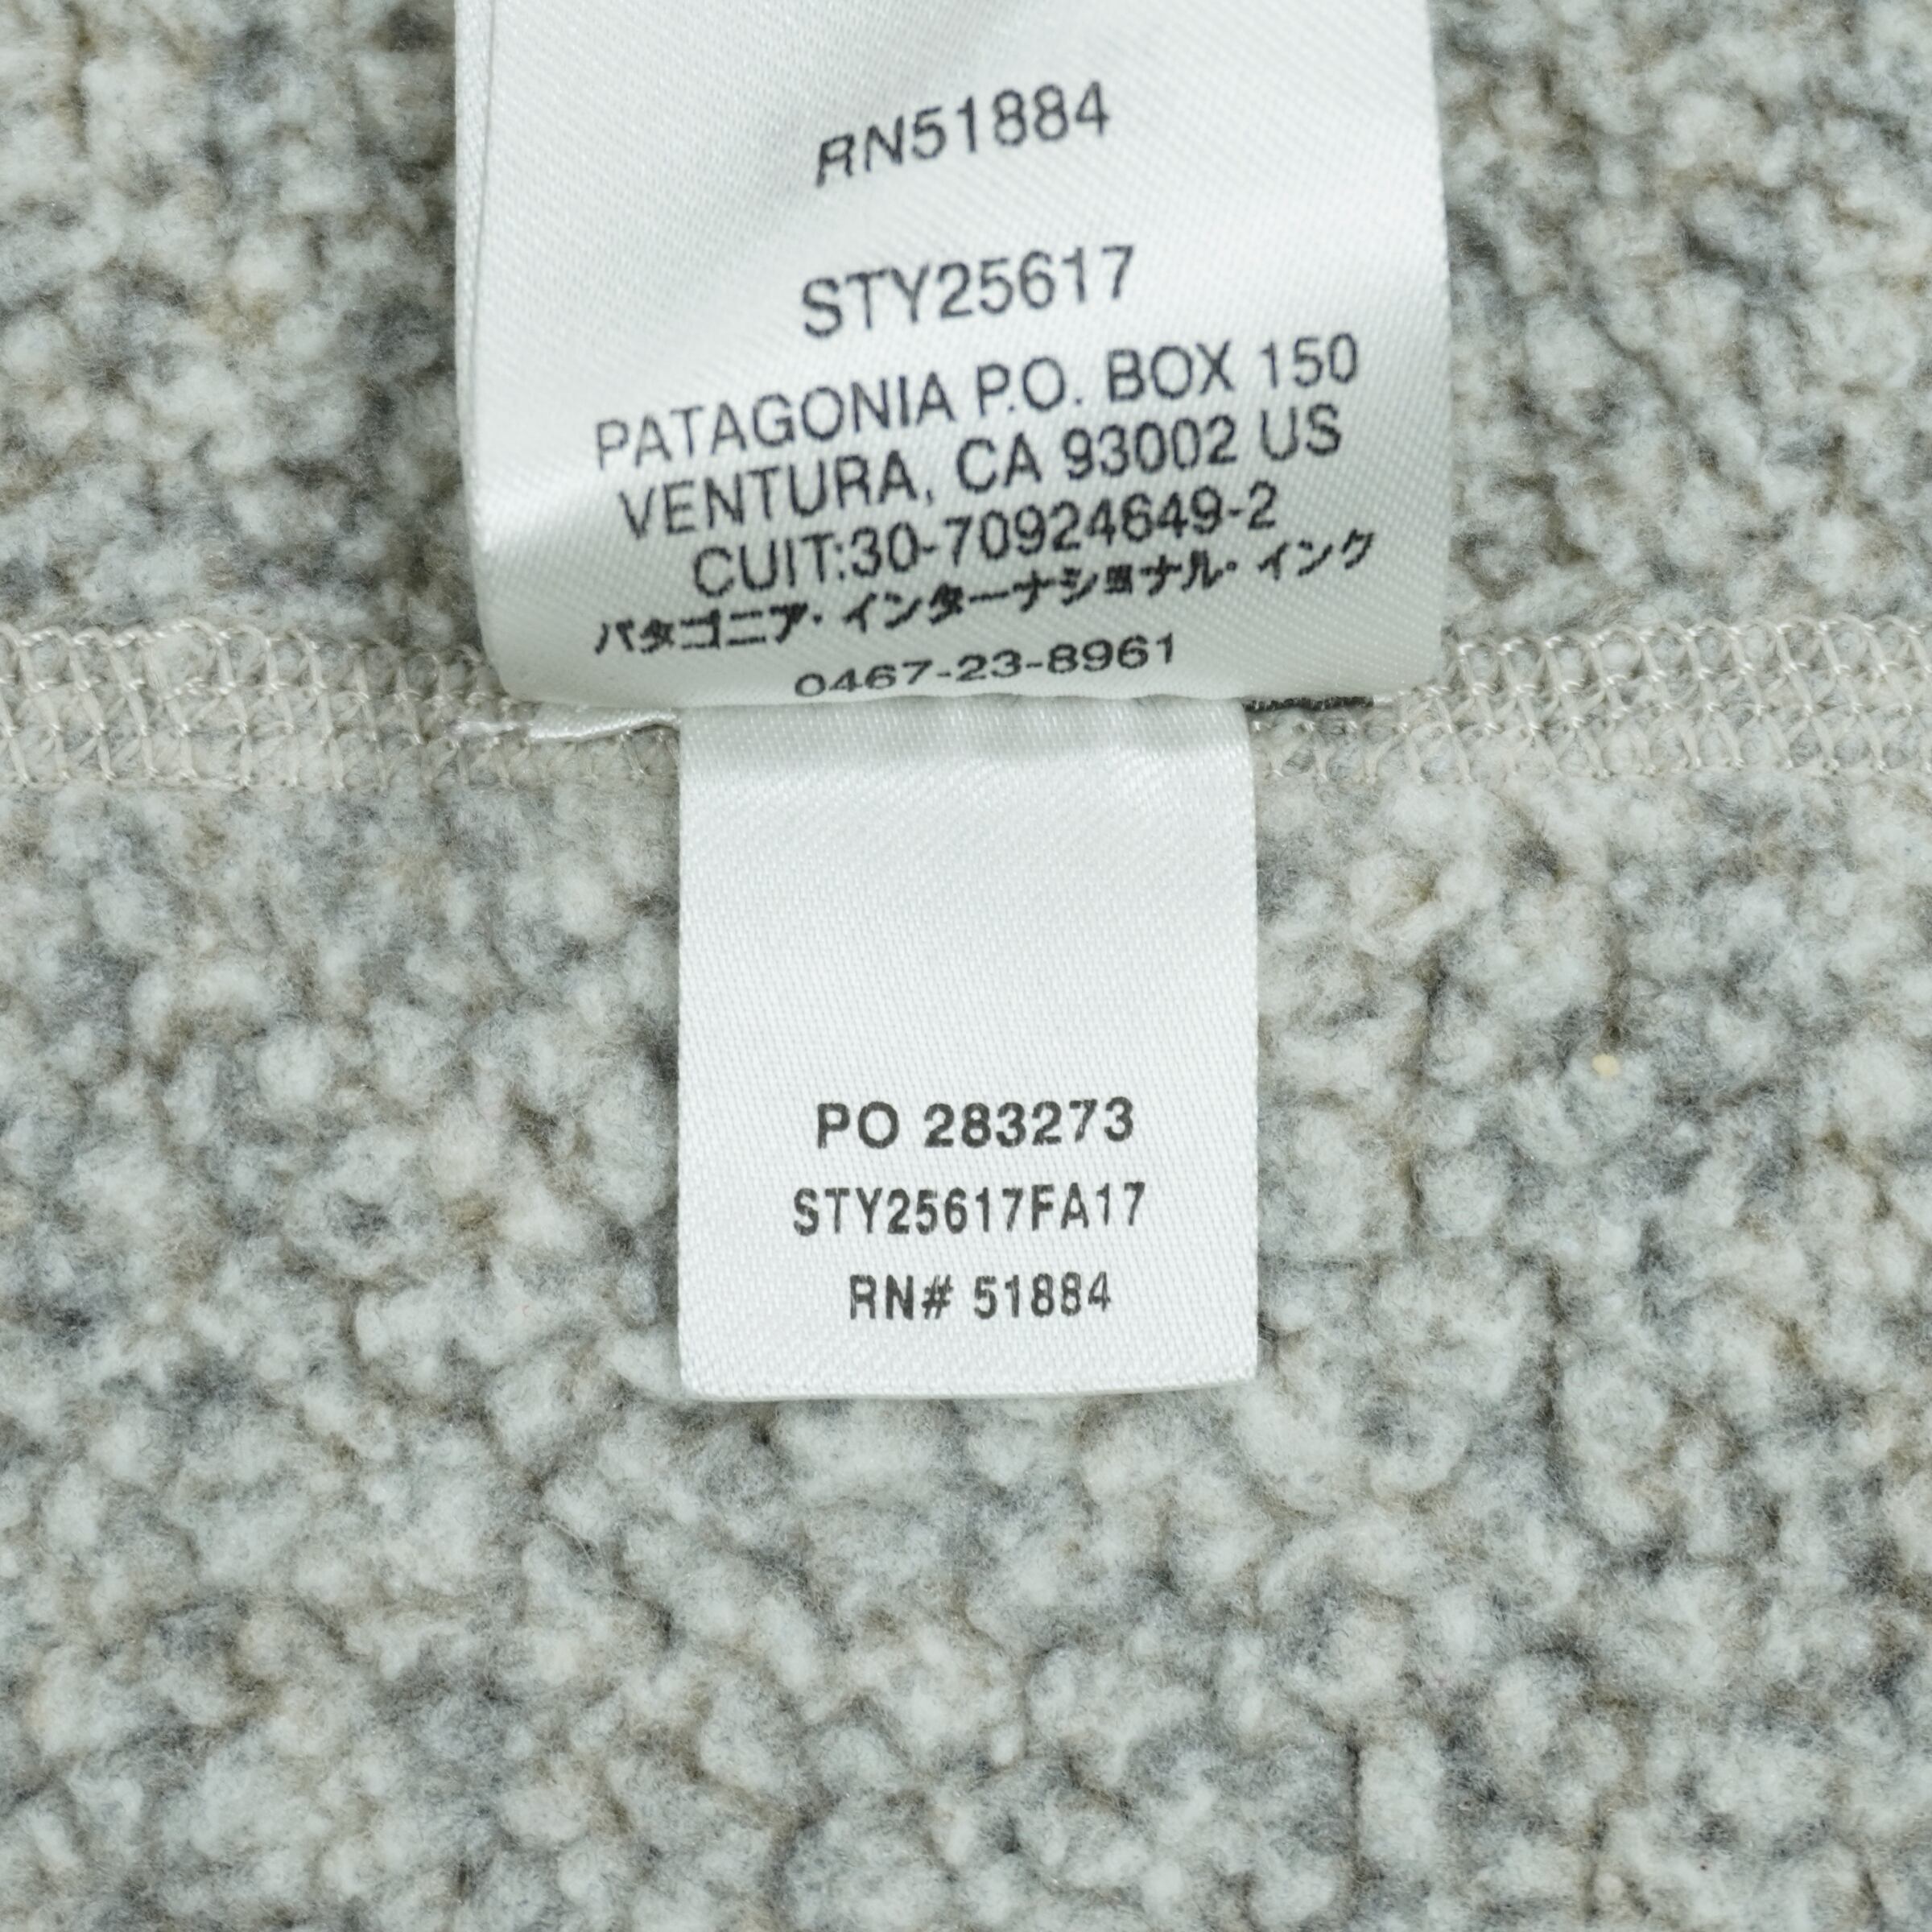 RN51884
STY25617
PATAGONIA P.O. BOX 150
VENTURA, CA 93002 US
CUIT:30-70924649-2
パタゴニア・インターナショナル・インク
0467-23-8961
PO 283273
STY25617FA17
RN# 51884